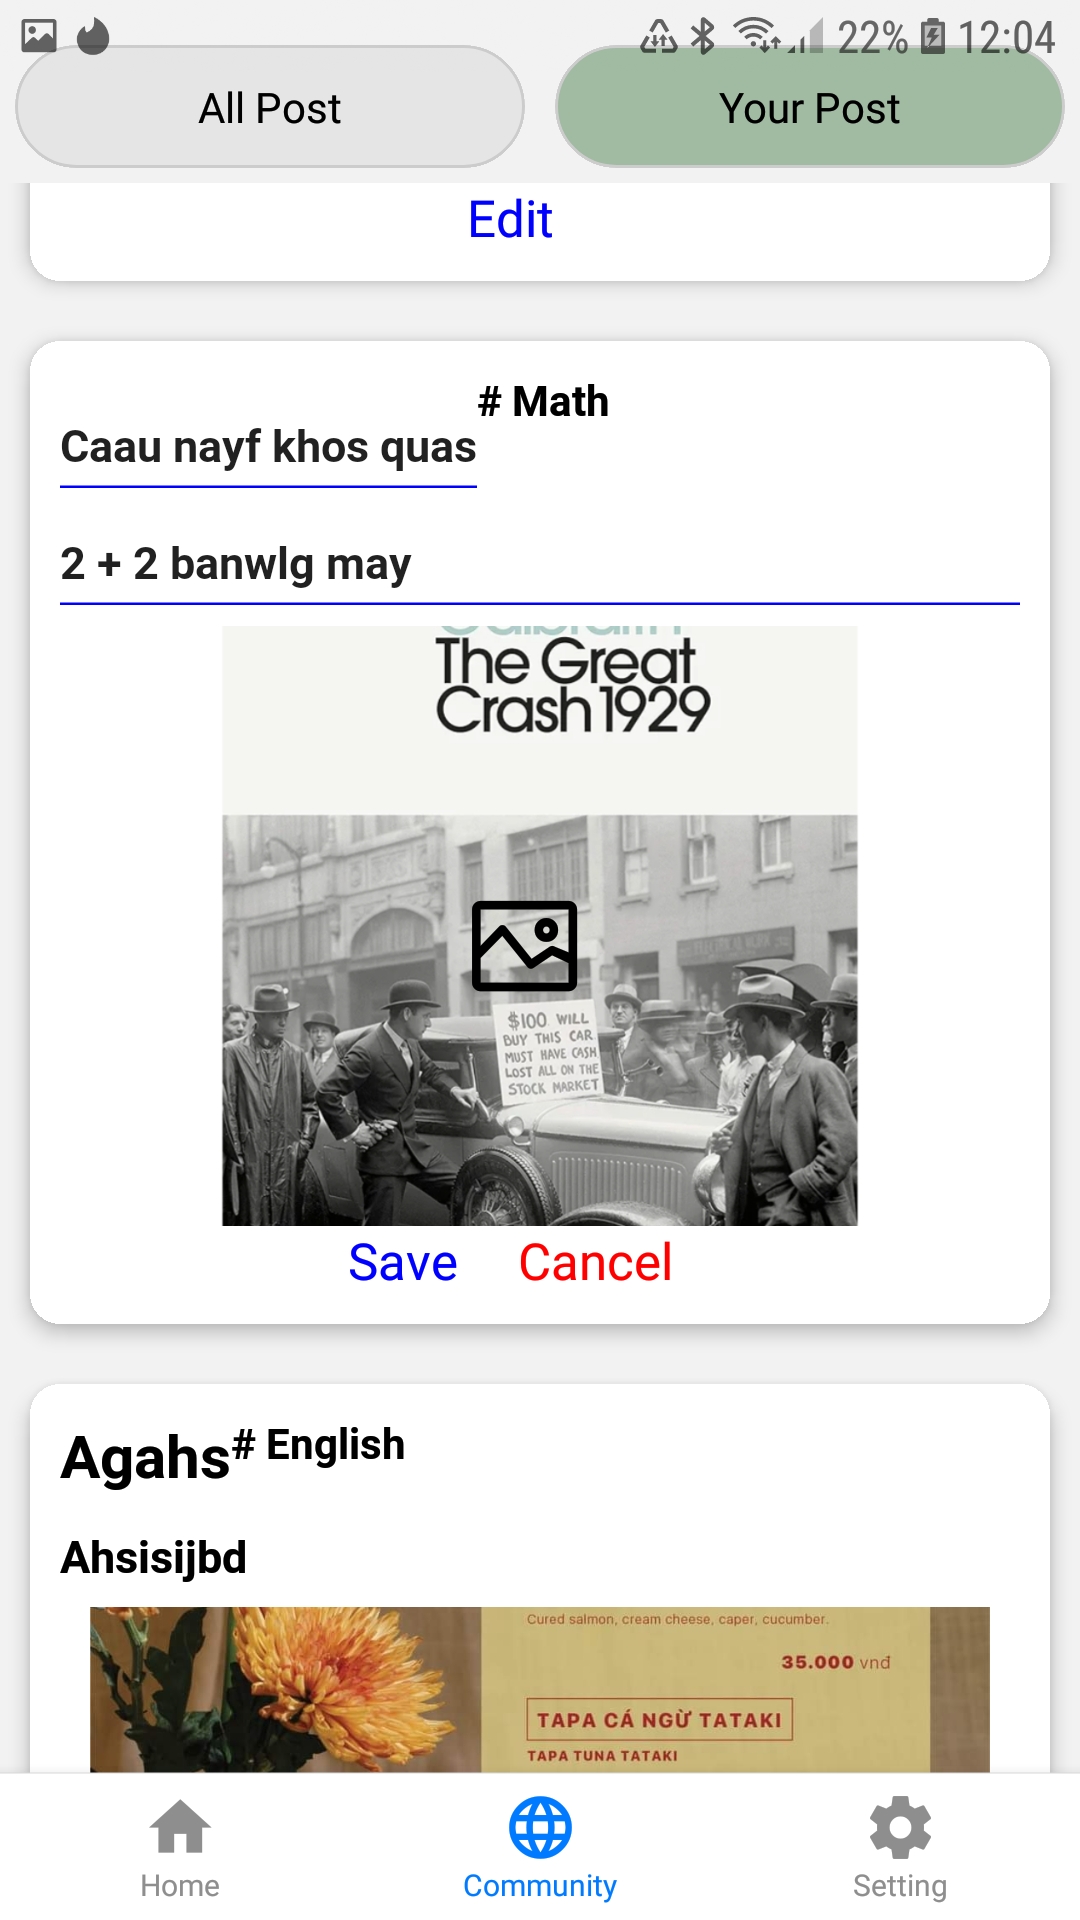 22% 12:04
All Post
Your Post
Edit
# Math
Caau nayf khos quas
2 + 2 banwlg may
The Great
Crash 1929
$100 WILL
BUY THIS CAR
MUST HAVE CASH
LOST ALL ON THE
STOCK MARKET
Save Cancel
Agahs# English
Ahsisijbd
Cured salmon, cream cheese, caper, cucumber.
35.000 vnđ
TAPA CÁ NGỪ TATAKI
TAPA TUNA TATAKI
Home
Community
Setting